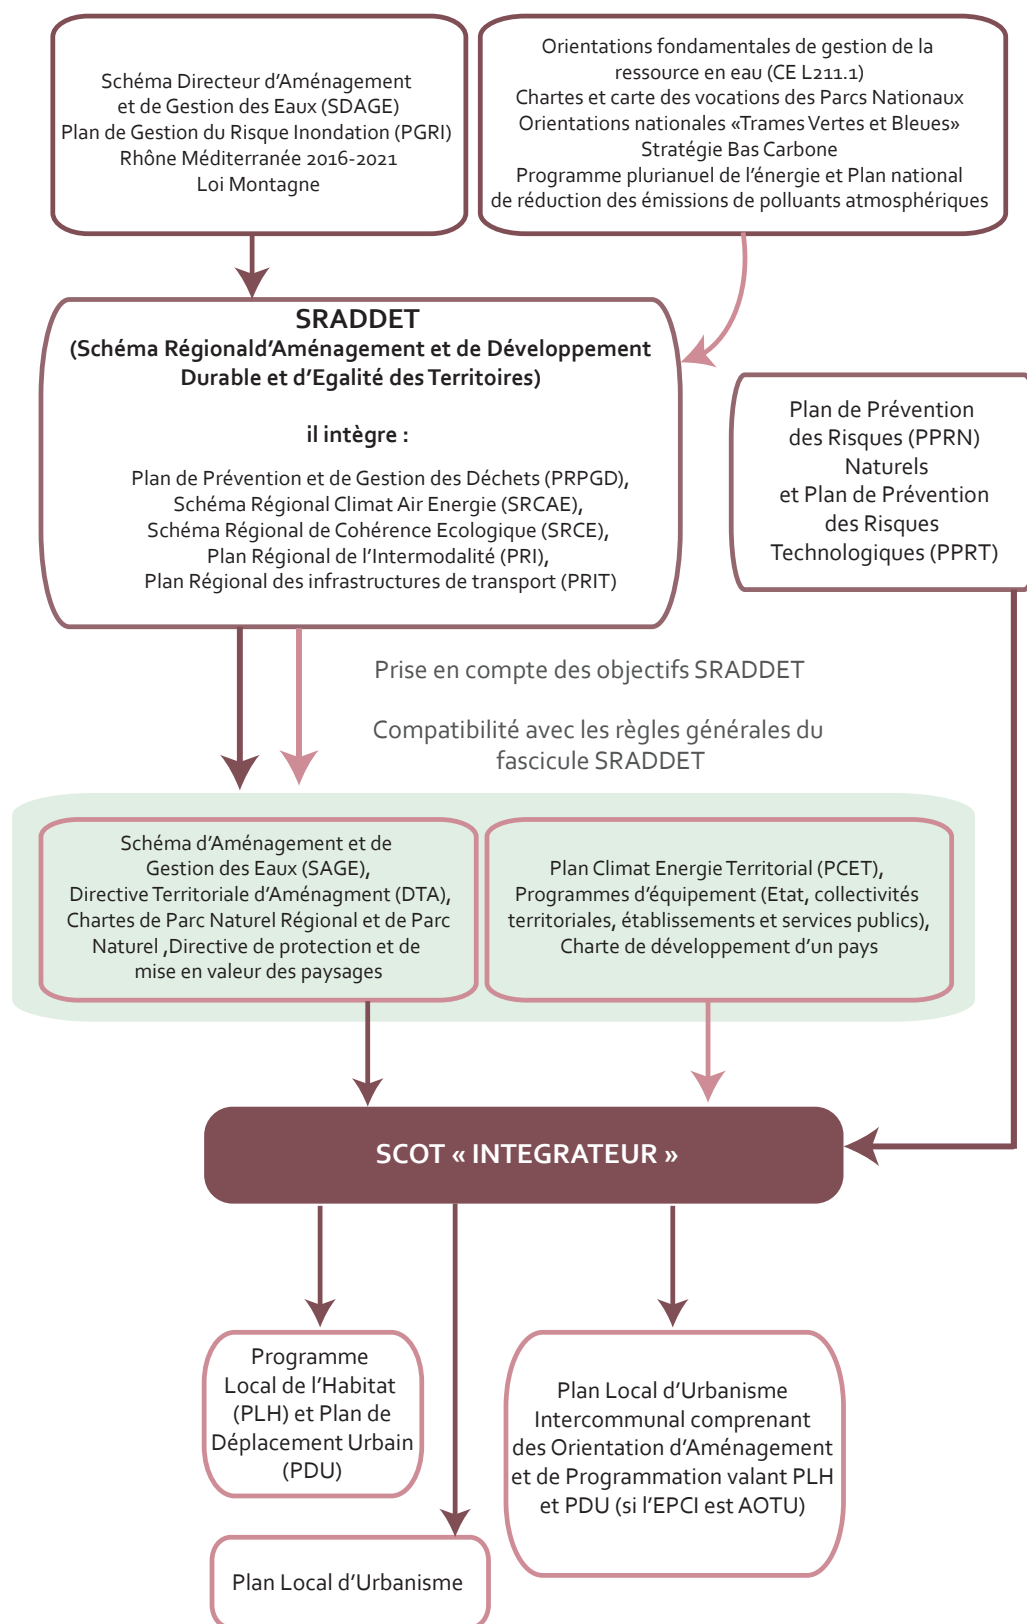 Schéma Directeur d'Aménagement
et de Gestion des Eaux (SDAGE)
Plan de Gestion du Risque Inondation (PGRI)
Rhône Méditerranée 2016-2021
Loi Montagne
Orientations fondamentales de gestion de la
ressource en eau (CE L211.1)
Chartes et carte des vocations des Parcs Nationaux
Orientations nationales «Trames Vertes et Bleues»
Stratégie Bas Carbone
Programme plurianuel de l'énergie et Plan national
de réduction des émissions de polluants atmosphériques
SRADDET
(Schéma Régionald'Aménagement et de Développement
Durable et d'Egalité des Territoires)
il intègre :
Plan de Prévention et de Gestion des Déchets (PRPGD),
Schéma Régional Climat Air Energie (SRCAE),
Schéma Régional de Cohérence Ecologique (SRCE),
Plan Régional de l'Intermodalité (PRI),
Plan Régional des infrastructures de transport (PRIT)
Plan de Prévention
des Risques (PPRN)
Naturels
et Plan de Prévention
des Risques
Technologiques (PPRT)
Prise en compte des objectifs SRADDET
Compatibilité avec les règles générales du
fascicule SRADDET
Schéma d'Aménagement et de
Gestion des Eaux (SAGE),
Directive Territoriale d'Aménagment (DTA),
Chartes de Parc Naturel Régional et de Parc
Naturel ,Directive de protection et de
mise en valeur des paysages
Plan Climat Energie Territorial (PCET),
Programmes d'équipement (Etat, collectivités
territoriales, établissements et services publics),
Charte de développement d'un pays
SCOT « INTEGRATEUR »
Programme
Local de l'Habitat
(PLH) et Plan de
Déplacement Urbain
(PDU)
Plan Local d'Urbanisme
Intercommunal comprenant
des Orientation d'Aménagement
et de Programmation valant PLH
et PDU (si l'EPCI est AOTU)
Plan Local d'Urbanisme